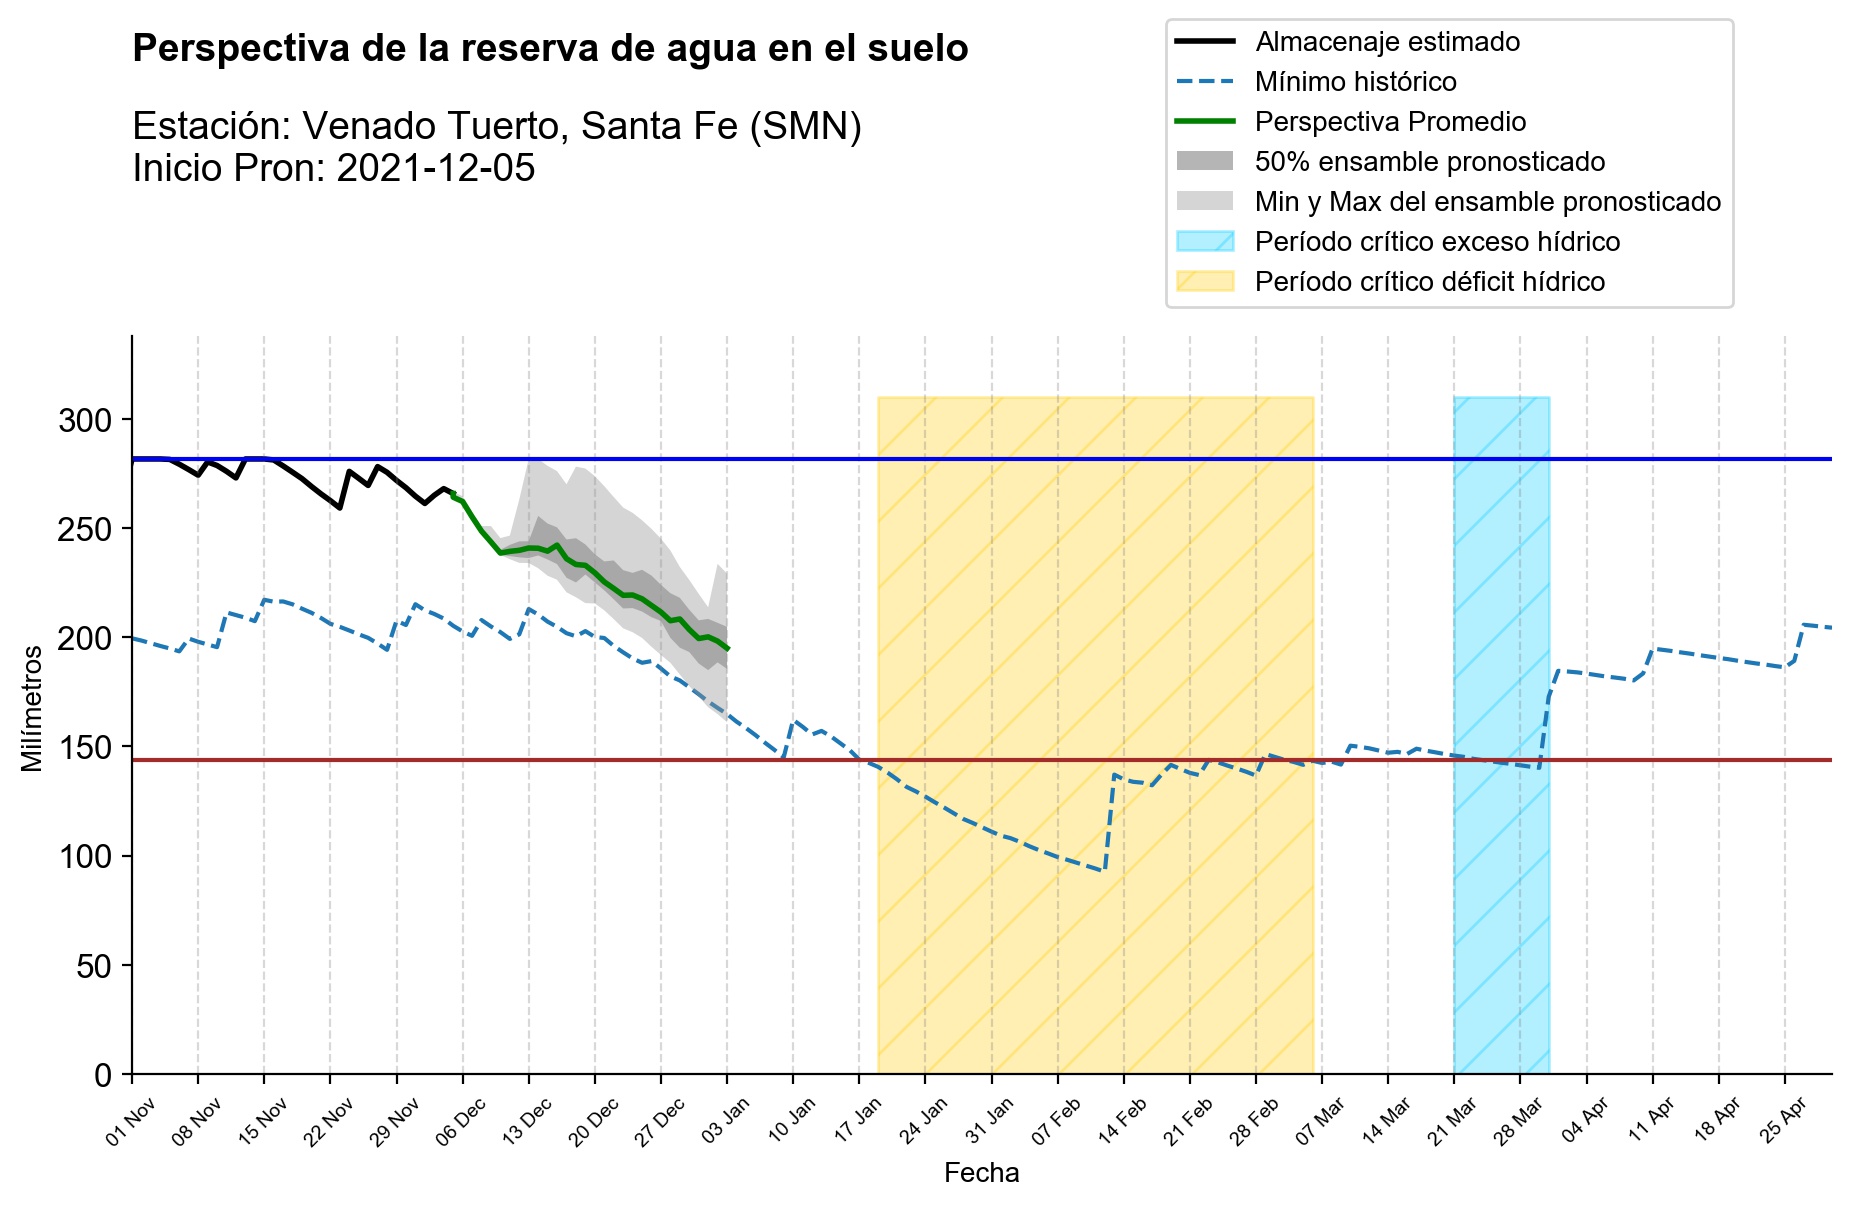 Perspectiva de la reserva de agua en el suelo
Estación: Venado Tuerto, Santa Fe (SMN)
Inicio Pron: 2021-12-05
Almacenaje estimado
Mínimo histórico
Perspectiva Promedio
50% ensamble pronosticado
Min y Max del ensamble pronosticado
Período crítico exceso hídrico
Período crítico déficit hídrico
Milímetros
300
250
200
150
100
50
0
01 Nov
08 Nov
15 Nov
22 Nov
29 Nov
06 Dec
13 Dec
20 Dec
27 Dec
03 Jan
10 Jan
17 Jan
24 Jan
31 Jan
07 Feb
14 Feb
21 Feb
28 Feb
07 Mar
14 Mar
21 Mar
28 Mar
04 Apr
11 Apr
18 Apr
25 Apr
Fecha